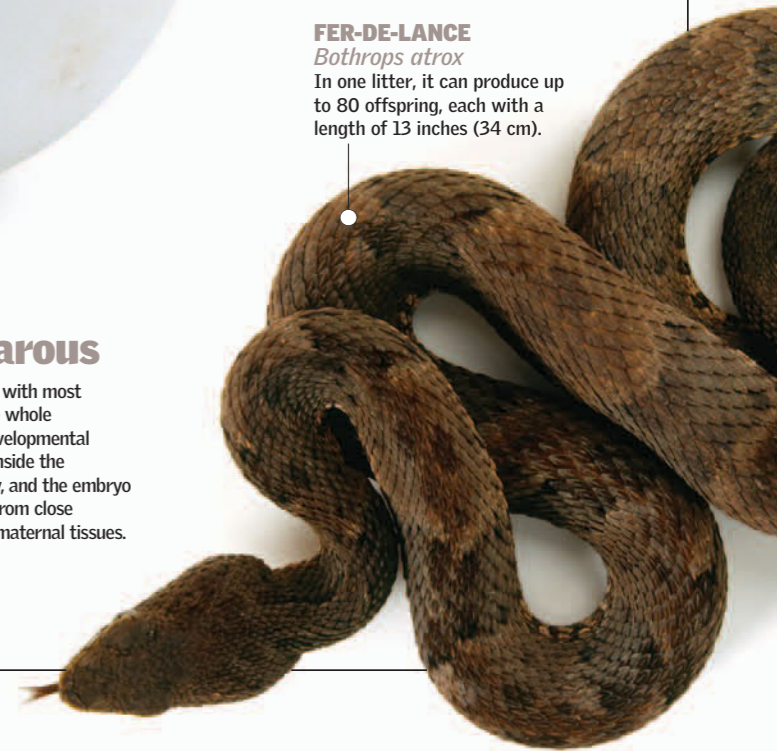 FER-DE-LANCE
Bothrops atrox
In one litter, it can produce up
to 80 offspring, each with a
length of 13 inches (34 cm).
arous
with most
whole
velopmental
nside the
, and the embryo
rom close
maternal tissues.